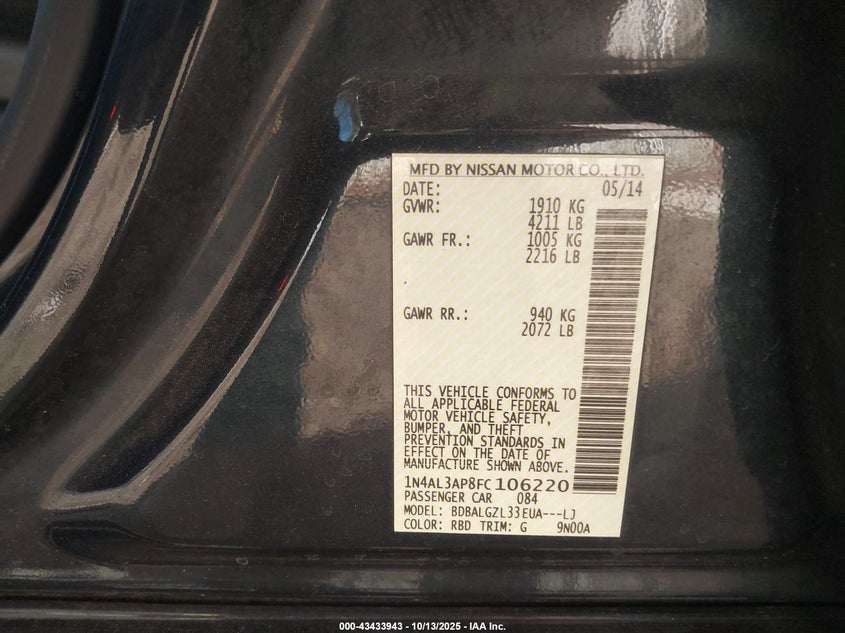 MFD BY NISSAN MOTOR CO., LTD.
DATE: 05/14
GVWR: 1910 KG
4211 LB
GAWR FR.: 1005 KG
2216 LB
GAWR RR.: 940 KG
2072 LB
THIS VEHICLE CONFORMS TO
ALL APPLICABLE FEDERAL
MOTOR VEHICLE SAFETY,
BUMPER, AND THEFT
PREVENTION STANDARDS IN
EFFECT ON THE DATE OF
MANUFACTURE SHOWN ABOVE.
1N4AL3AP8FC106220
PASSENGER CAR 084
MODEL: BDBALGZL33EUA---LJ
COLOR: RBD TRIM: G 9N00A
000-43433943 - 10/13/2025 - IAA Inc.